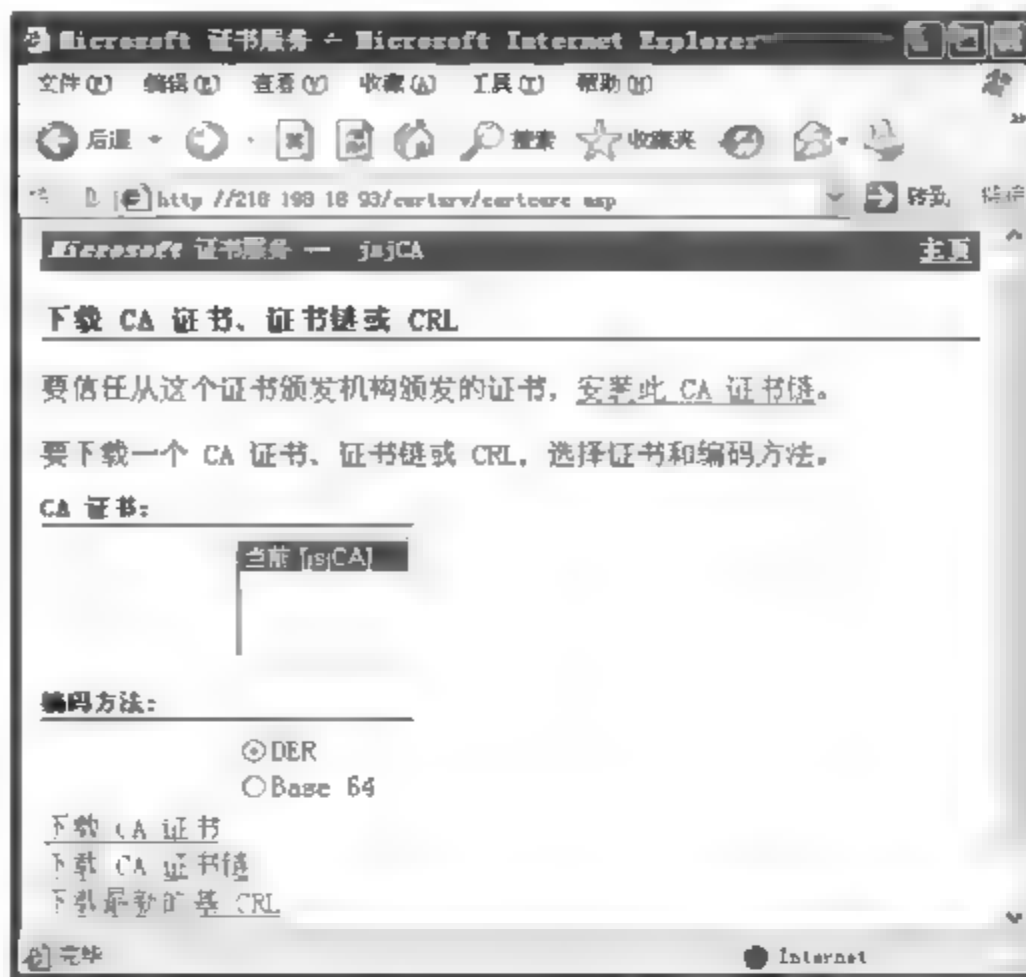 Microsoft 证书服务 - Microsoft Internet Explorer
文件(F) 编辑(E) 查看(V) 收藏(A) 工具(T) 帮助(H)
后退 搜索 收藏夹
http://218 198 18 93/certsrv/certcarc asp 转到
Microsoft 证书服务 — jsjCA 主页
下载 CA 证书、证书链或 CRL
要信任从这个证书颁发机构颁发的证书，安装此 CA 证书链。
要下载一个 CA 证书、证书链或 CRL，选择证书和编码方法。
CA 证书:
当前 [jsjCA]
编码方法:
DER
Base 64
下载 CA 证书
下载 CA 证书链
下载最新的基 CRL
完毕 Internet